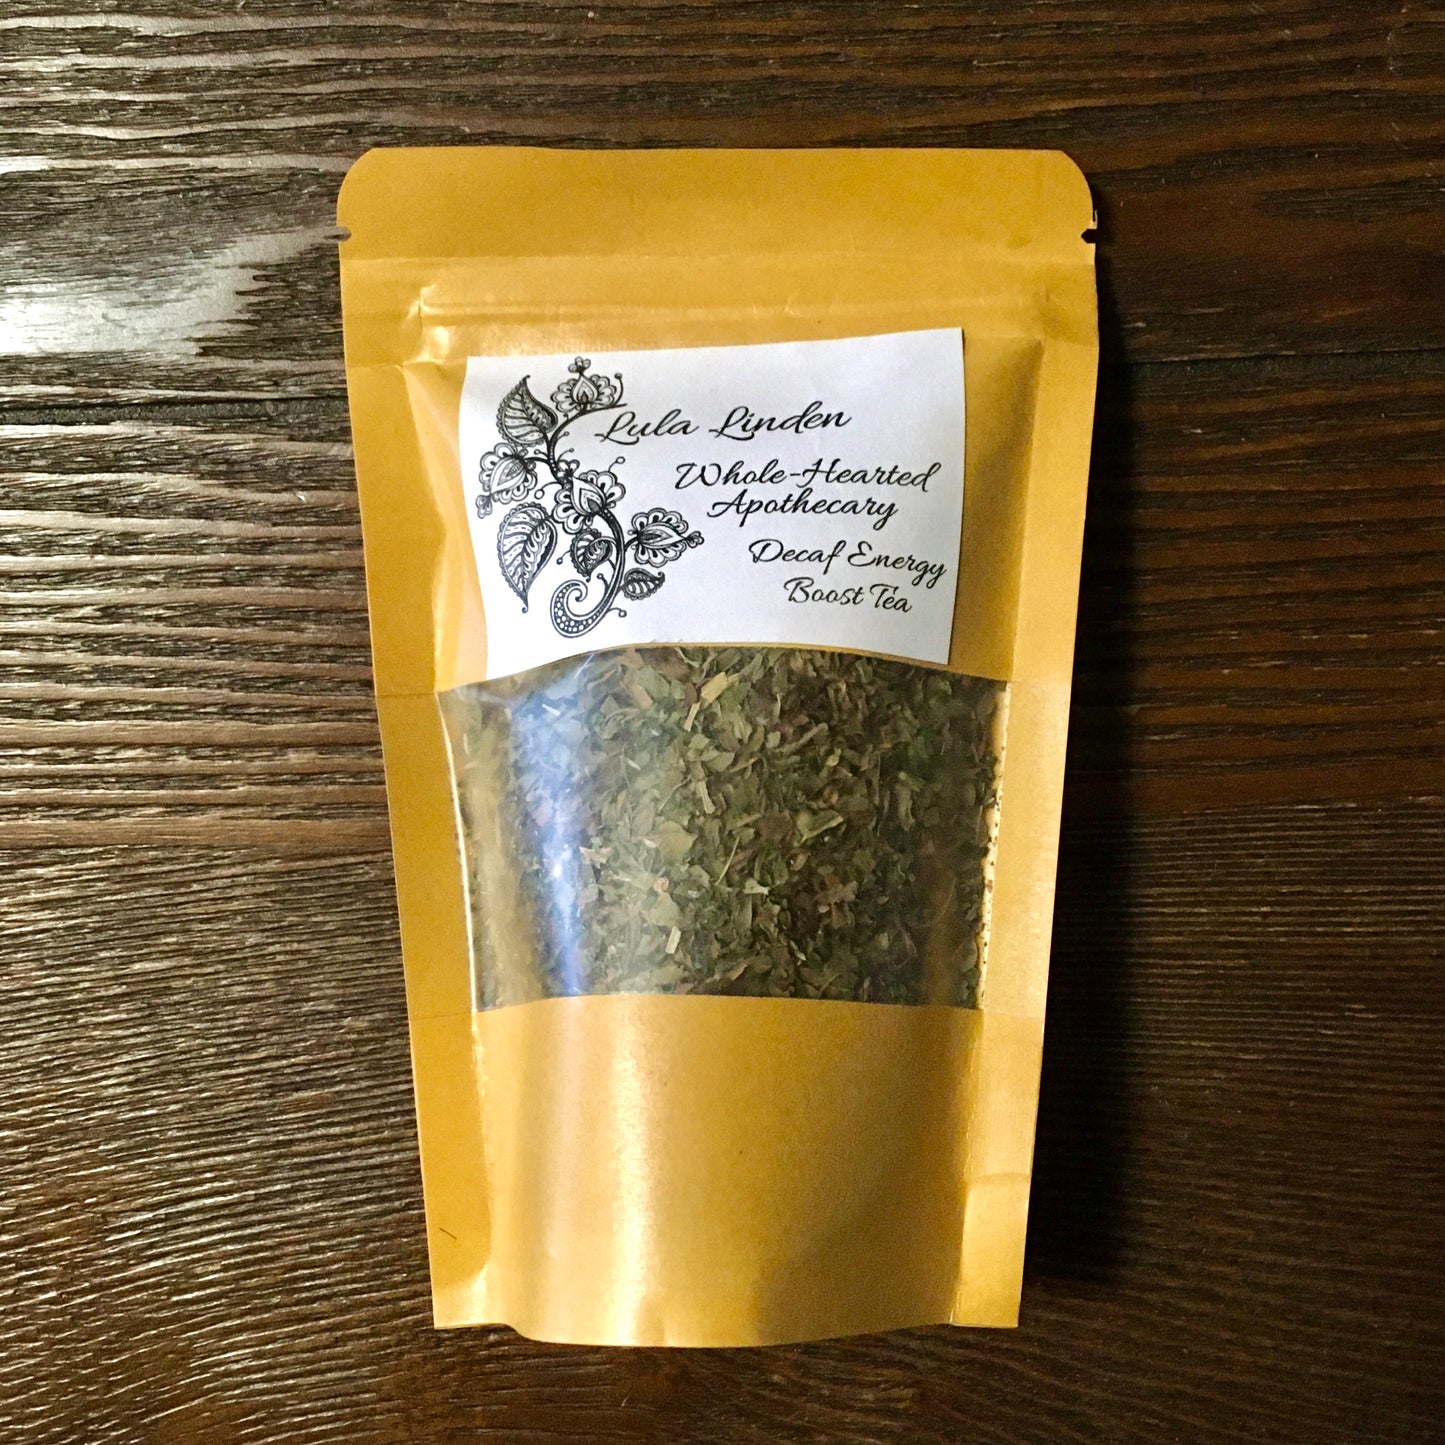 Lula Linden
Whole-Hearted
Apothecary
Decaf Energy
Boost Tea